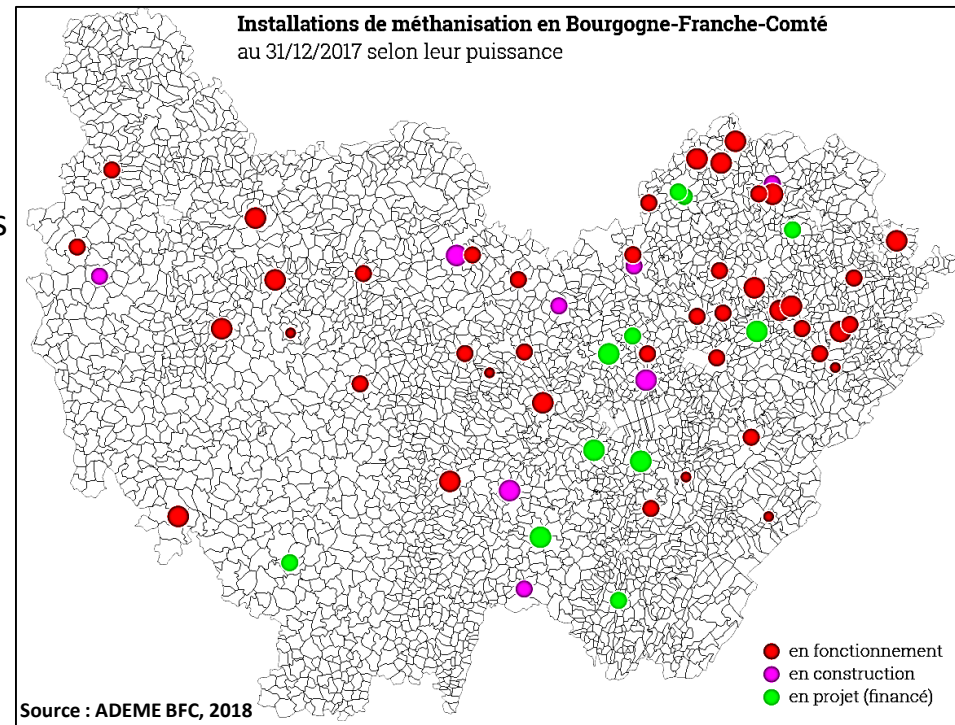 Installations de méthanisation en Bourgogne-Franche-Comté
au 31/12/2017 selon leur puissance
s
en fonctionnement
en construction
en projet (financé)
Source : ADEME BFC, 2018